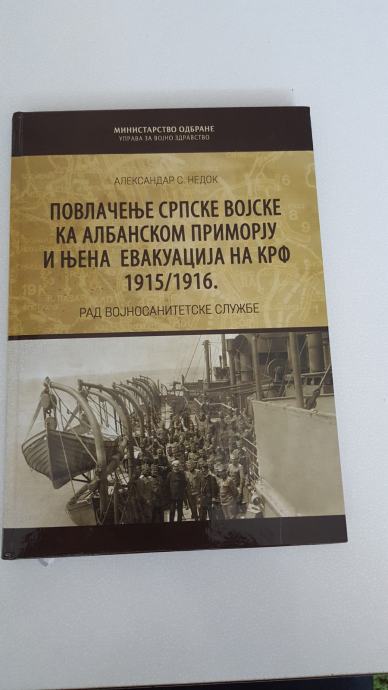 МИНИСТАРСТВО ОДБРАНЕ
УПРАВА ЗА ВОЈНО ЗДРАВСТВО
АЛЕКСАНДАР С. НЕДОК
ПОВЛАЧЕЊЕ СРПСКЕ ВОЈСКЕ
КА АЛБАНСКОМ ПРИМОРЈУ
И ЊЕНА ЕВАКУАЦИЈА НА КРФ
1915/1916.
РАД ВОЈНОСАНИТЕТСКЕ СЛУЖБЕ